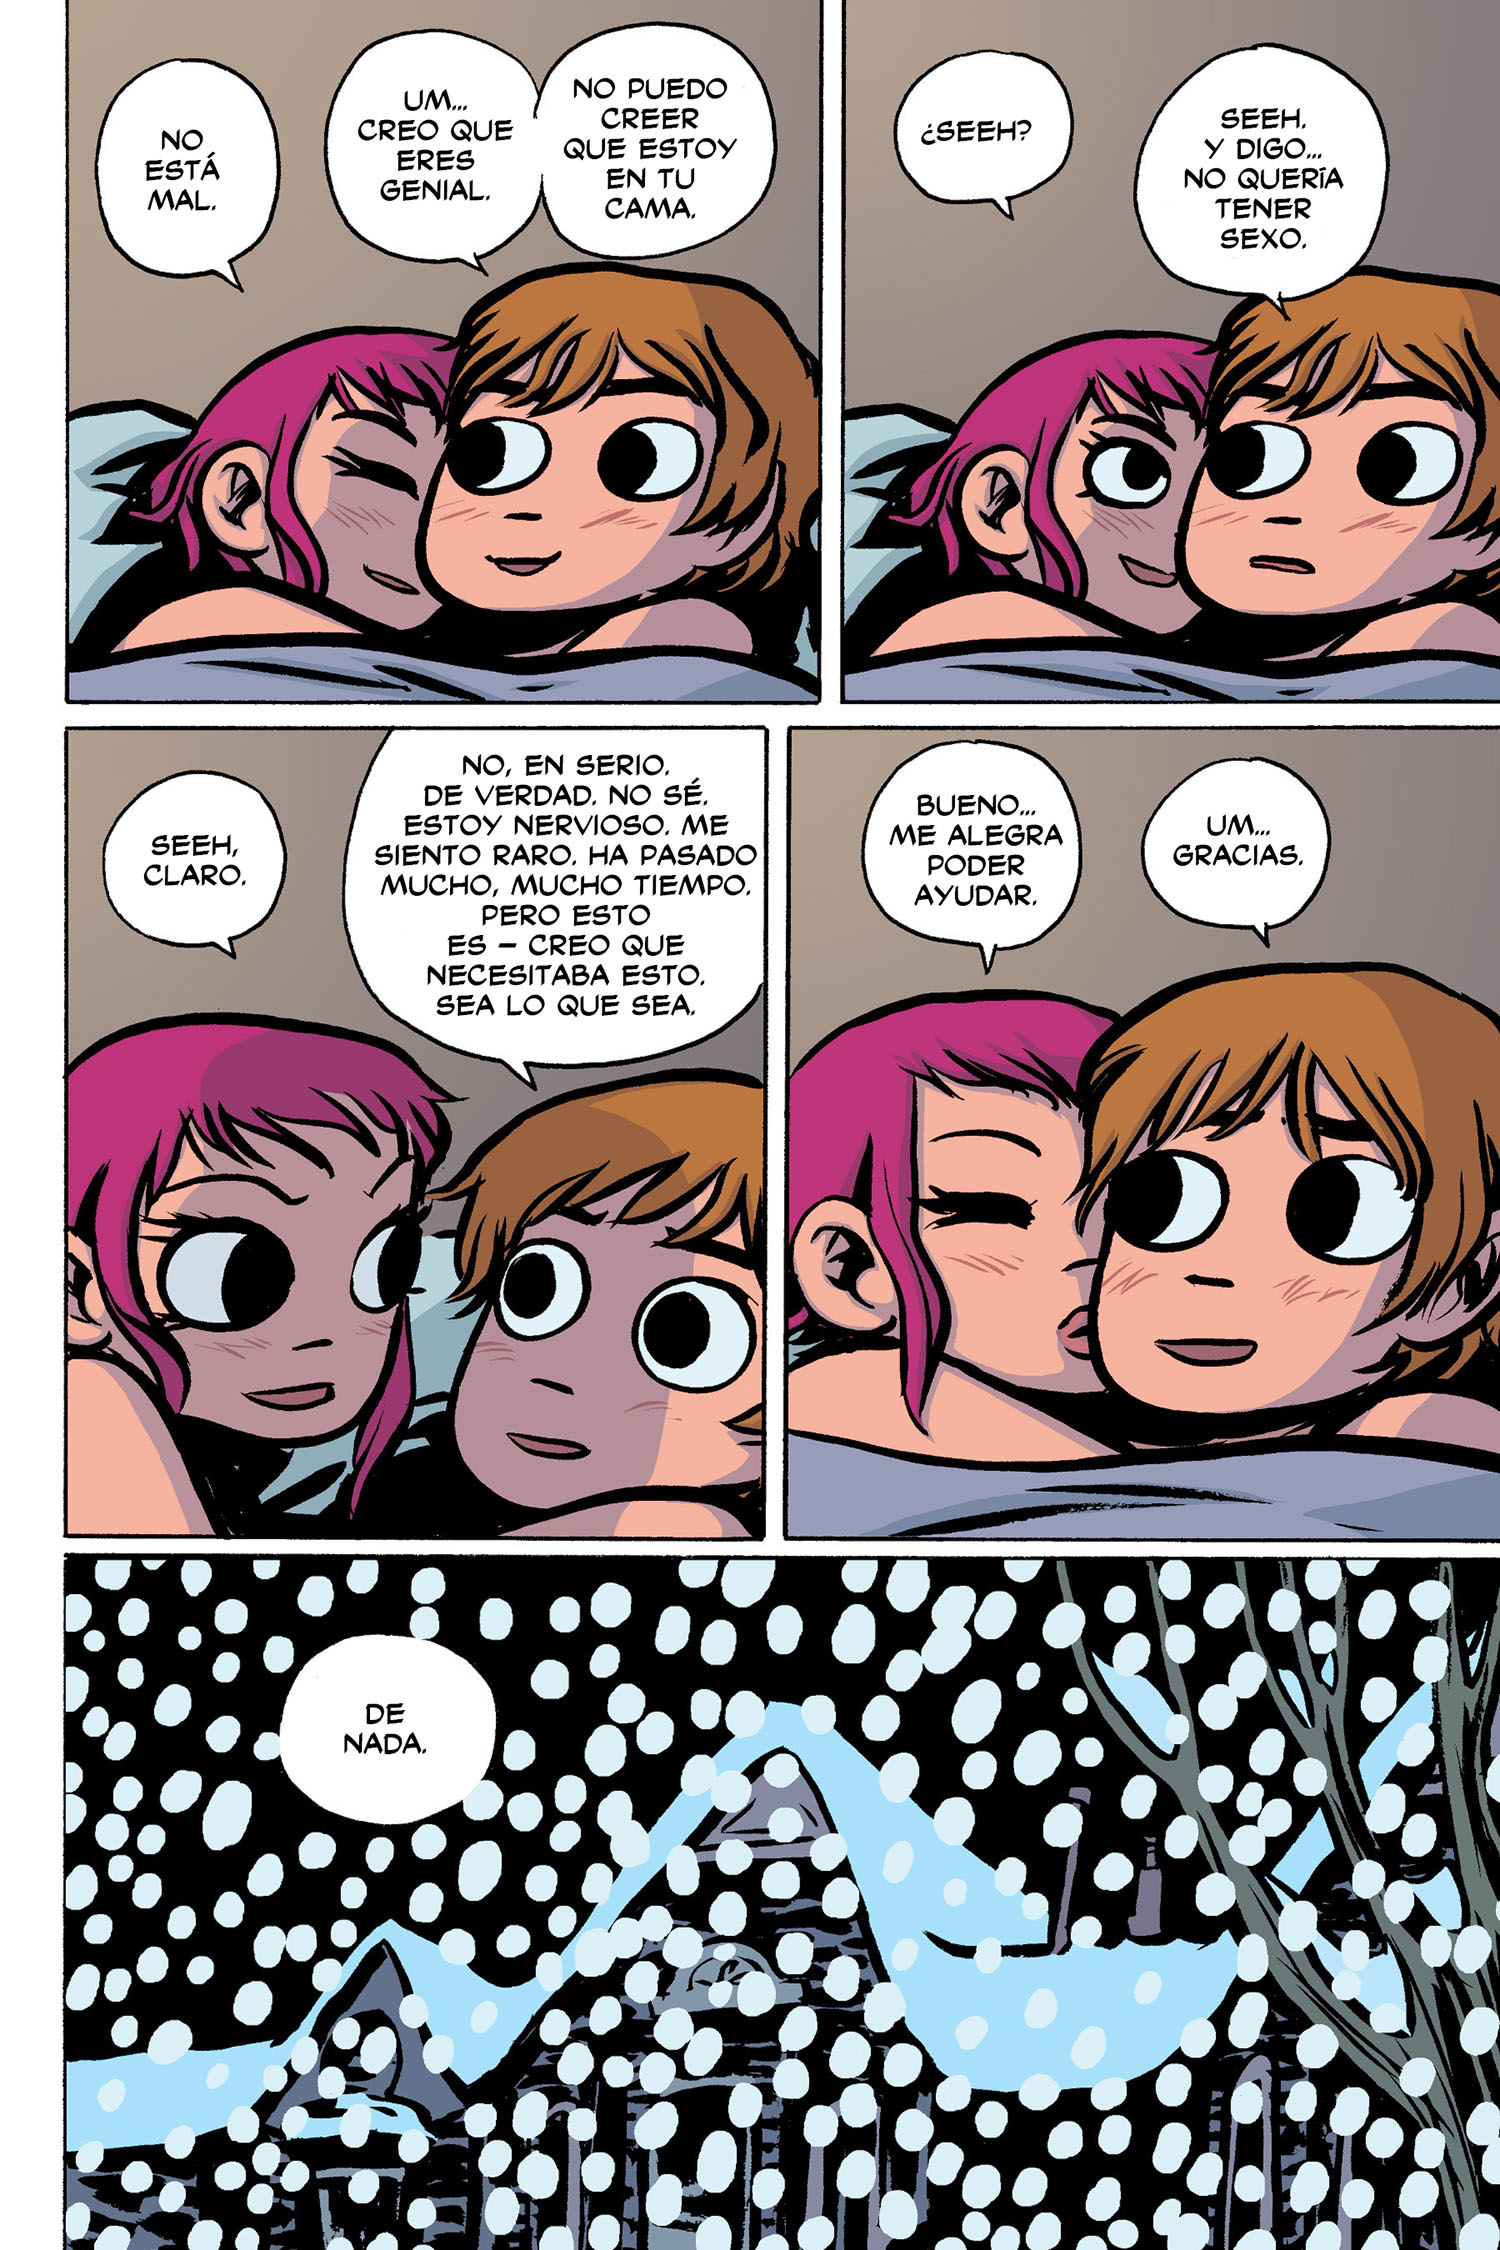 NO
ESTÁ
MAL.
UM...
CREO QUE
ERES
GENIAL.
NO PUEDO
CREER
QUE ESTOY
EN TU
CAMA.
¿SEEH?
SEEH.
Y DIGO...
NO QUERÍA
TENER
SEXO.
SEEH,
CLARO.
NO, EN SERIO.
DE VERDAD. NO SÉ.
ESTOY NERVIOSO. ME
SIENTO RARO. HA PASADO
MUCHO, MUCHO TIEMPO.
PERO ESTO
ES – CREO QUE
NECESITABA ESTO.
SEA LO QUE SEA.
BUENO...
ME ALEGRA
PODER
AYUDAR.
UM...
GRACIAS.
DE
NADA.